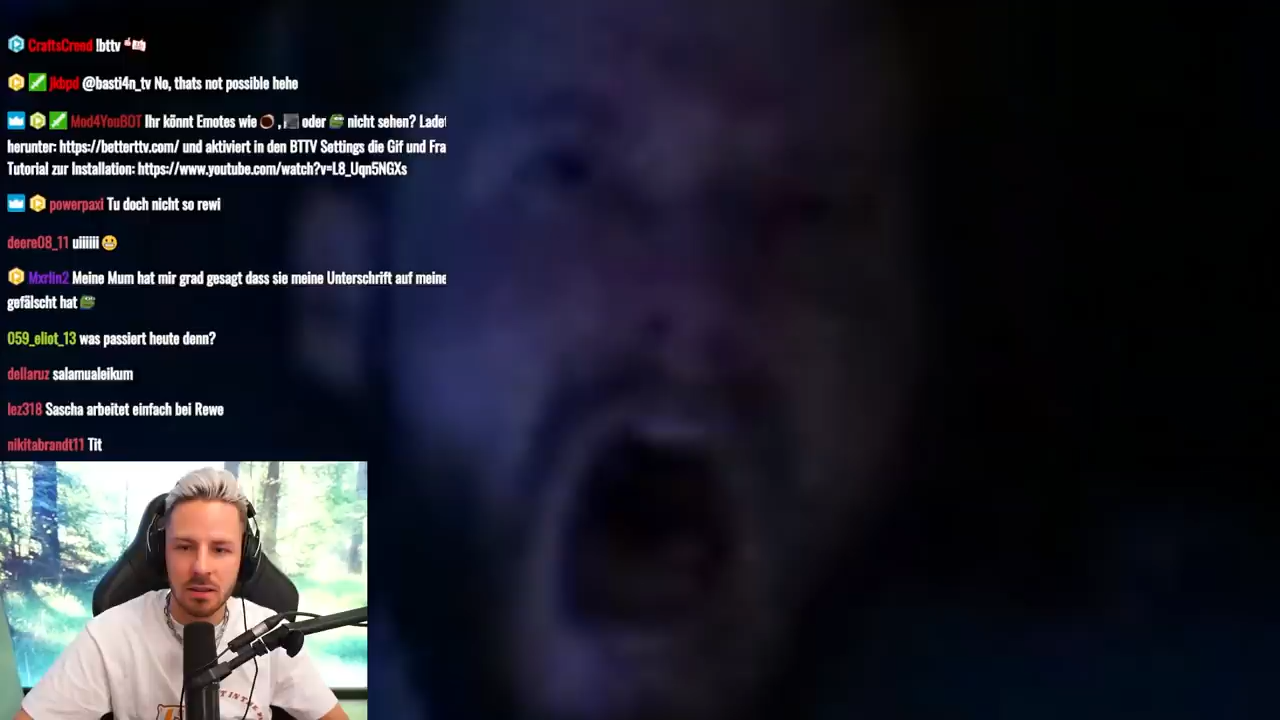 CraftsCreed !bttv
jkbpd @basti4n_tv No, thats not possible hehe
Mod4YouBOT Ihr könnt Emotes wie , oder nicht sehen? Ladet
herunter: https://betterttv.com/ und aktiviert in den BTTV Settings die Gif und Fra
Tutorial zur Installation: https://www.youtube.com/watch?v=L8_Uqn5NGXs
powerpaxi Tu doch nicht so rewi
deere08_11 uiiiiii
Mxrlin2 Meine Mum hat mir grad gesagt dass sie meine Unterschrift auf meine
gefälscht hat
059_eliot_13 was passiert heute denn?
dellaruz salamualeikum
lez318 Sascha arbeitet einfach bei Rewe
nikitabrandt11 Tit